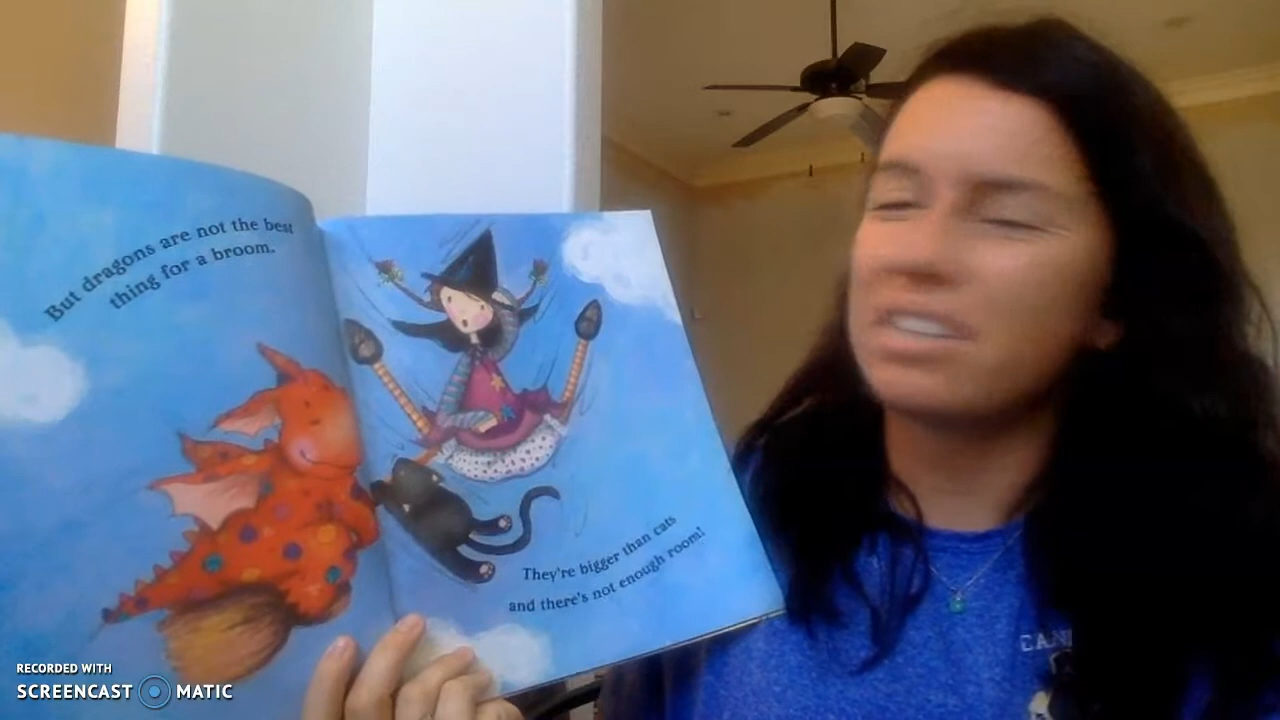 But dragons are not the best
thing for a broom.
They're bigger than cats
and there's not enough room!
RECORDED WITH
SCREENCAST MATIC